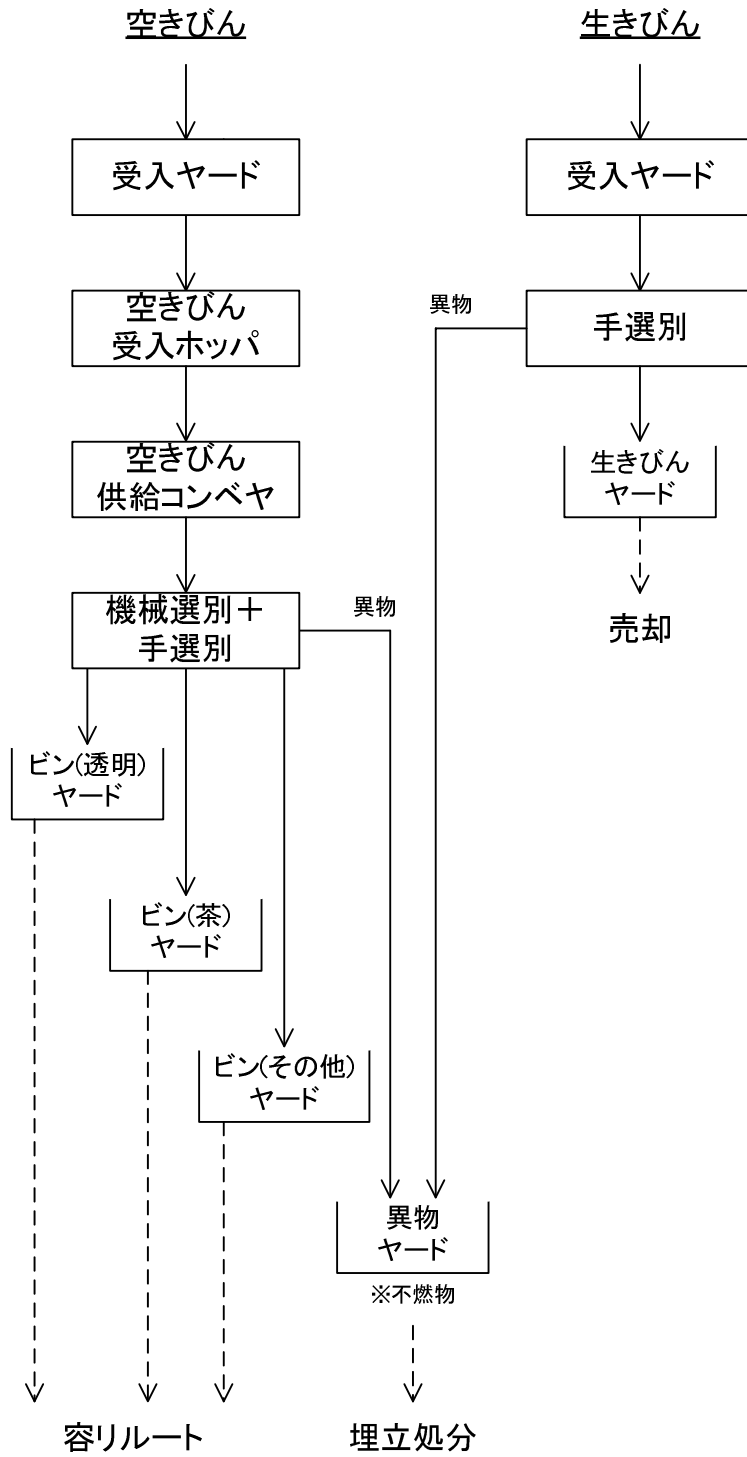 空きびん
生きびん
受入ヤード
受入ヤード
空きびん
受入ホッパ
異物
手選別
空きびん
供給コンベヤ
生きびん
ヤード
機械選別＋
手選別
異物
売却
ビン(透明)
ヤード
ビン(茶)
ヤード
ビン(その他)
ヤード
異物
ヤード
※不燃物
容リルート
埋立処分